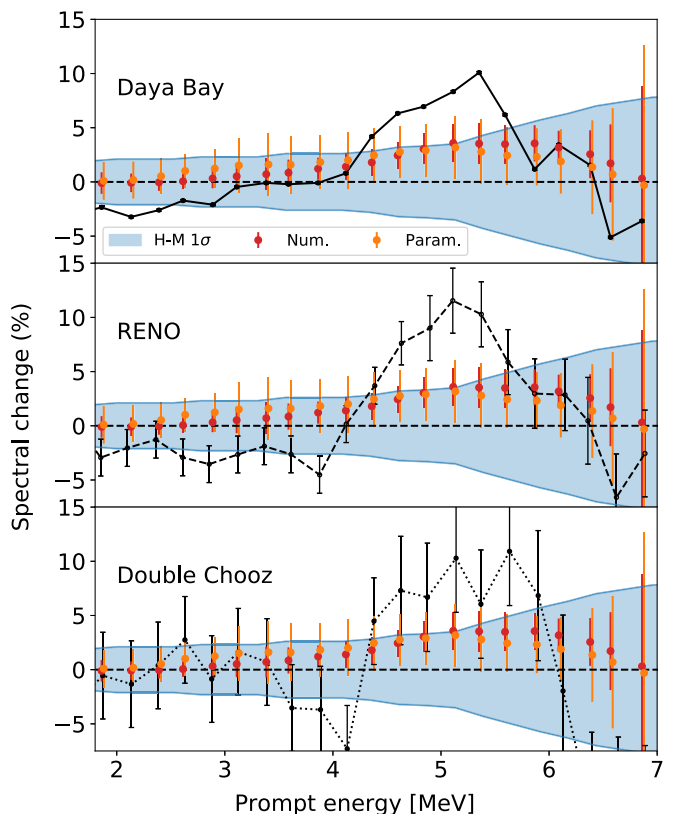 15
10
5
0
−5
Daya Bay
H-M 1σ Num. Param.
15
10
5
0
−5
RENO
Spectral change (%)
15
10
5
0
−5
Double Chooz
2 3 4 5 6 7
Prompt energy [MeV]